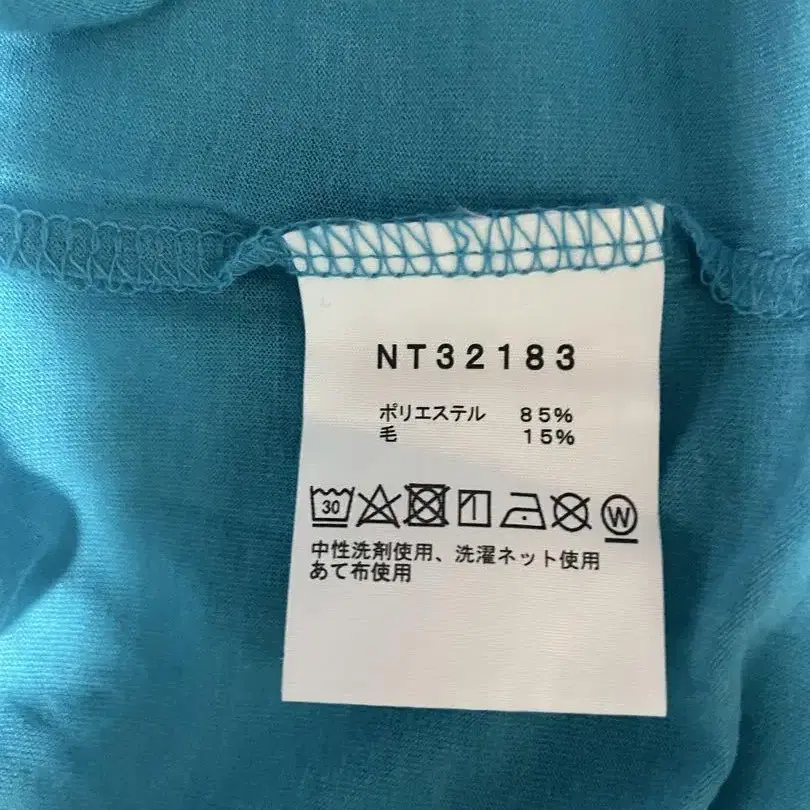 NT32183
ポリエステル 85%
毛 15%
30 W
中性洗剤使用、洗濯ネット使用
あて布使用